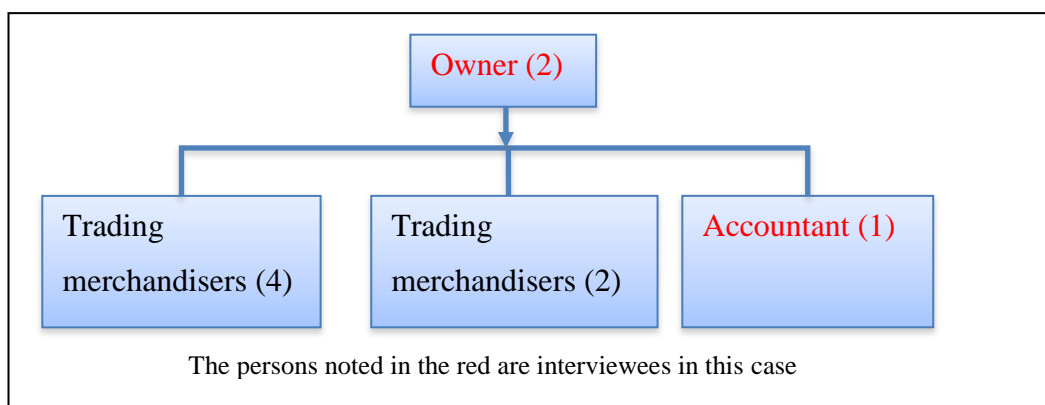 Owner (2)
Trading
merchandisers (4)
Trading
merchandisers (2)
Accountant (1)
The persons noted in the red are interviewees in this case